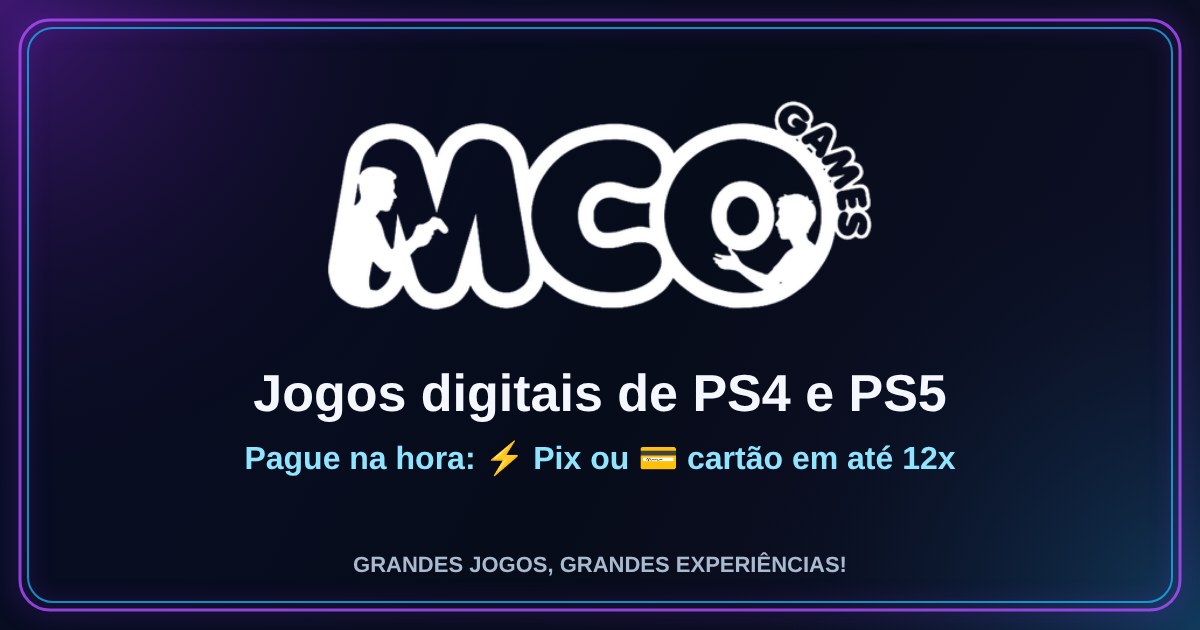 MCO
GAMES
Jogos digitais de PS4 e PS5
Pague na hora: ⚡ Pix ou 💳 cartão em até 12x
GRANDES JOGOS, GRANDES EXPERIÊNCIAS!